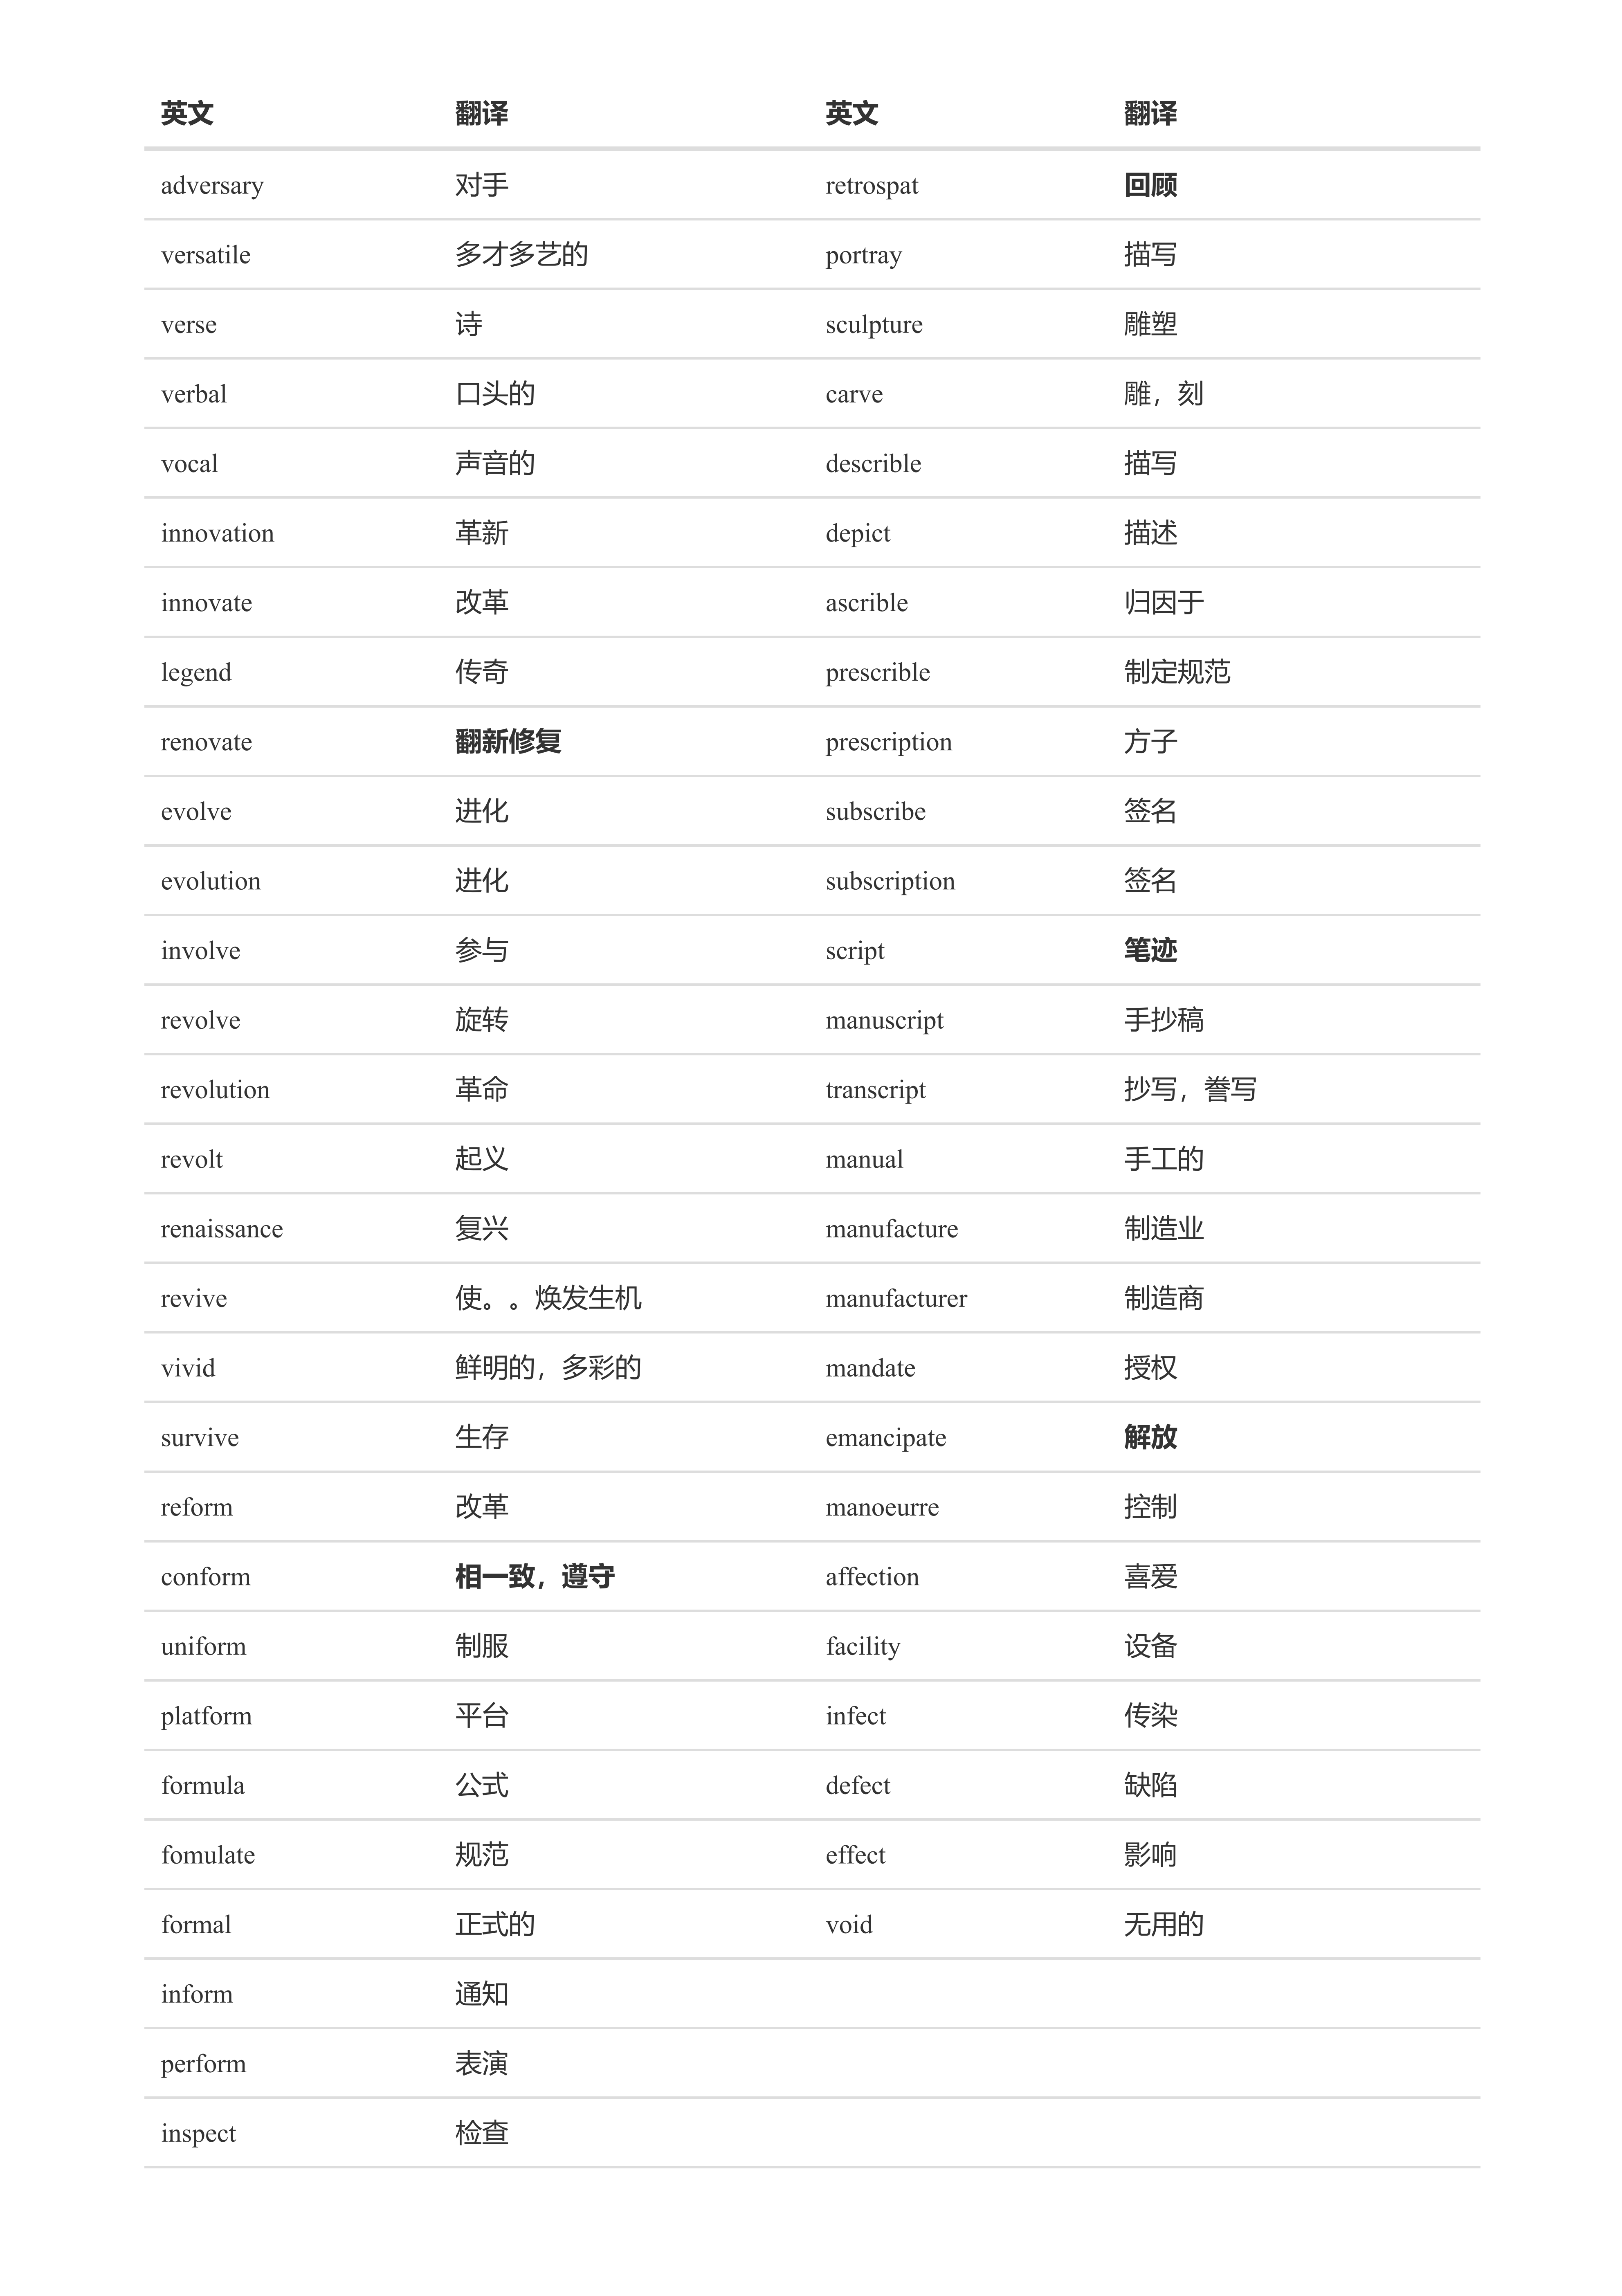 英文 翻译 英文 翻译
adversary 对手 retrospat 回顾
versatile 多才多艺的 portray 描写
verse 诗 sculpture 雕塑
verbal 口头的 carve 雕，刻
vocal 声音的 describle 描写
innovation 革新 depict 描述
innovate 改革 ascrible 归因于
legend 传奇 prescrible 制定规范
renovate 翻新修复 prescription 方子
evolve 进化 subscribe 签名
evolution 进化 subscription 签名
involve 参与 script 笔迹
revolve 旋转 manuscript 手抄稿
revolution 革命 transcript 抄写，誊写
revolt 起义 manual 手工的
renaissance 复兴 manufacture 制造业
revive 使。。焕发生机 manufacturer 制造商
vivid 鲜明的，多彩的 mandate 授权
survive 生存 emancipate 解放
reform 改革 manoeurre 控制
conform 相一致，遵守 affection 喜爱
uniform 制服 facility 设备
platform 平台 infect 传染
formula 公式 defect 缺陷
fomulate 规范 effect 影响
formal 正式的 void 无用的
inform 通知
perform 表演
inspect 检查